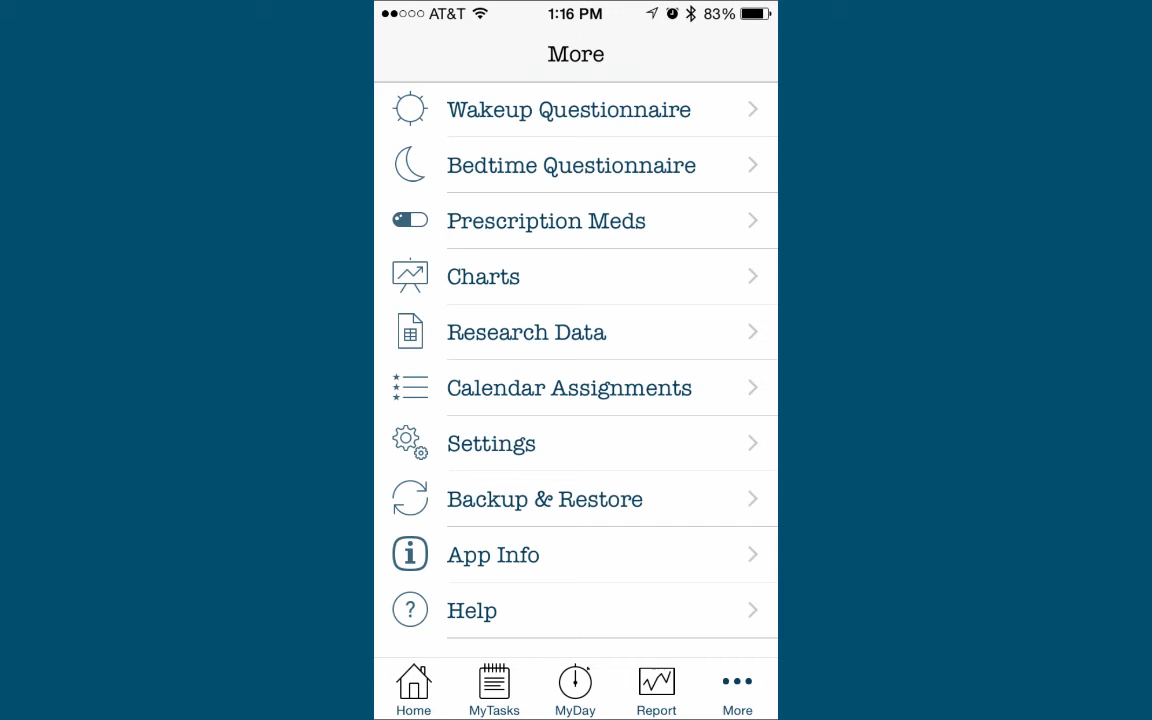 AT&T 1:16 PM 83%
More
Wakeup Questionnaire
Bedtime Questionnaire
Prescription Meds
Charts
Research Data
Calendar Assignments
Settings
Backup & Restore
App Info
Help
Home MyTasks MyDay Report More